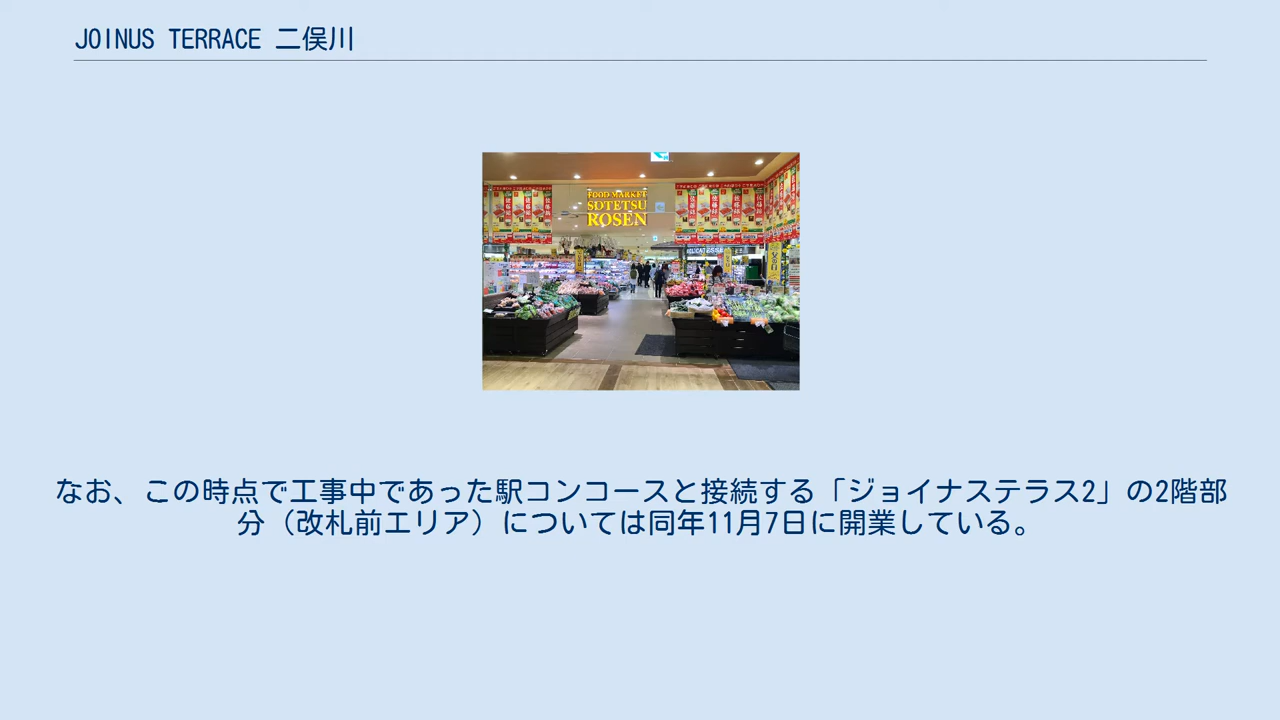 JOINUS TERRACE 二俣川
FOOD MARKET
SOTETSU
ROSEN
なお、この時点で工事中であった駅コンコースと接続する「ジョイナステラス2」の2階部
分（改札前エリア）については同年11月7日に開業している。